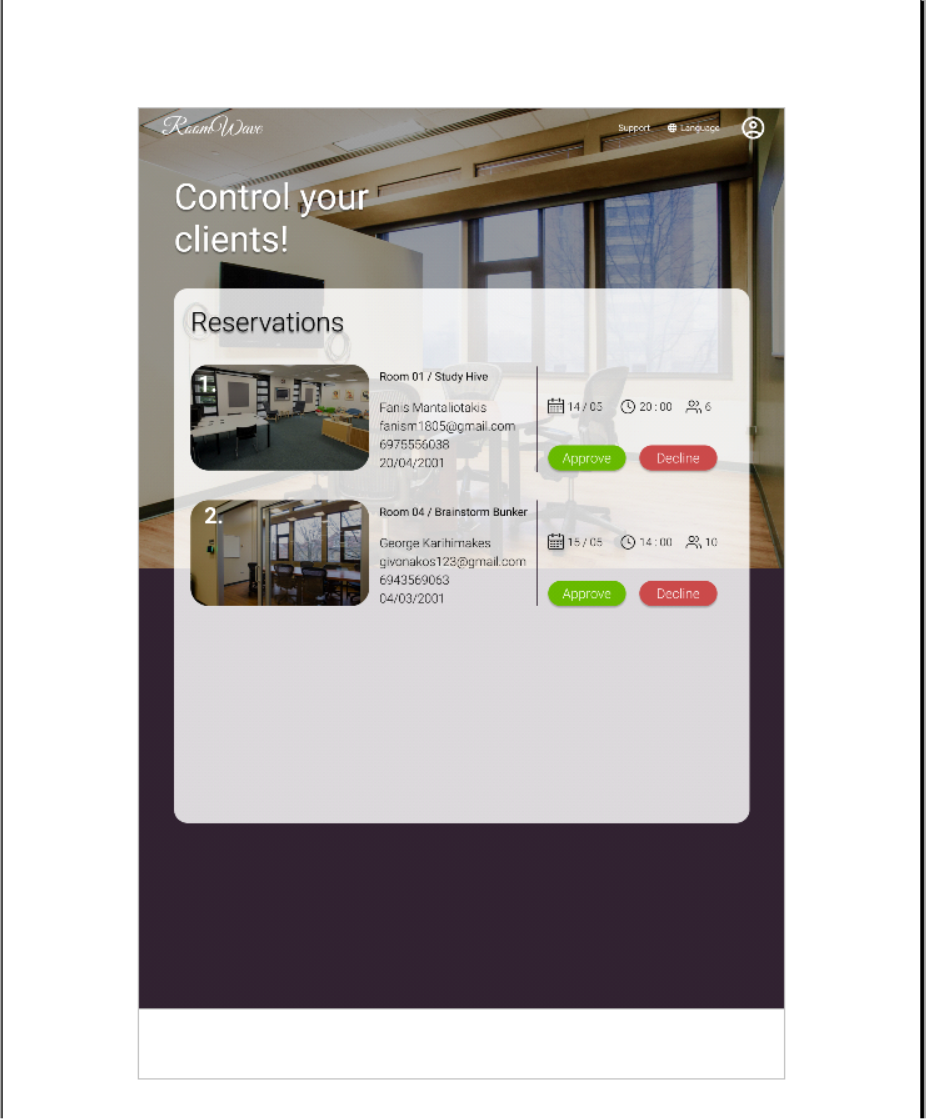 RoomWave
Support Language
Control your
clients!
Reservations
1.
Room 01 / Study Hive
Fanis Mantaliotakis
fanism1805@gmail.com
6975556038
20/04/2001
14 / 05 20 : 00 6
Approve Decline
2.
Room 04 / Brainstorm Bunker
George Karihimakes
givonakos123@gmail.com
6943569063
04/03/2001
15 / 05 14 : 00 10
Approve Decline